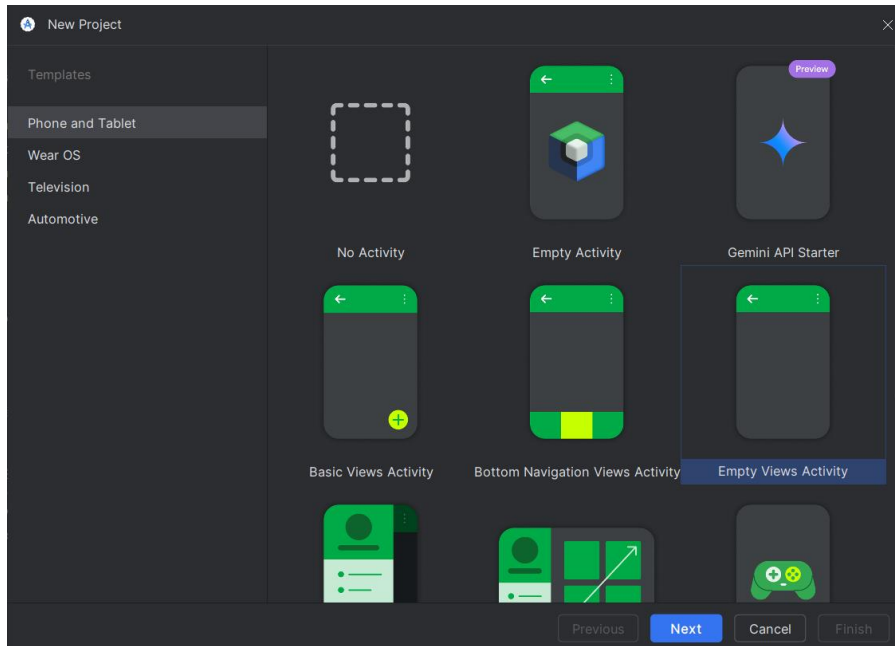 New Project
Templates
Phone and Tablet
Wear OS
Television
Automotive
Preview
No Activity
Empty Activity
Gemini API Starter
Basic Views Activity
Bottom Navigation Views Activity
Empty Views Activity
Previous
Next
Cancel
Finish